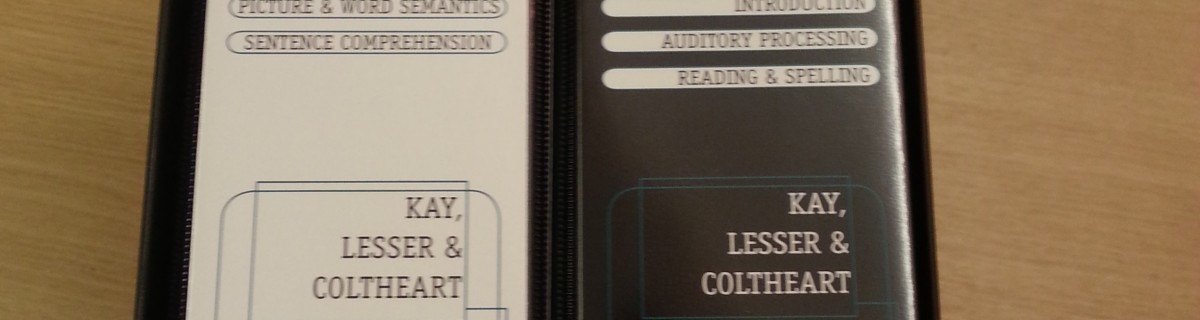 PICTURE & WORD SEMANTICS
SENTENCE COMPREHENSION
KAY,
LESSER &
COLTHEART
INTRODUCTION
AUDITORY PROCESSING
READING & SPELLING
KAY,
LESSER &
COLTHEART